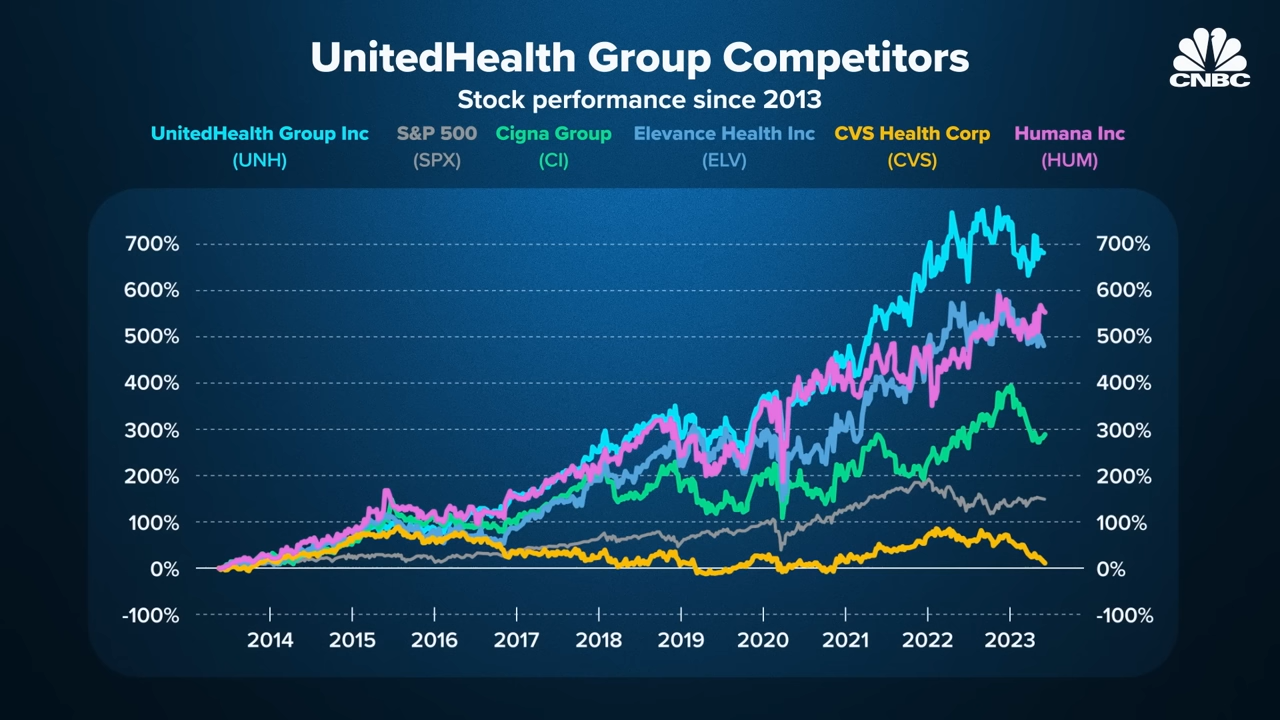 UnitedHealth Group Competitors
CNBC
Stock performance since 2013
UnitedHealth Group Inc S&P 500 Cigna Group Elevance Health Inc CVS Health Corp Humana Inc
(UNH) (SPX) (CI) (ELV) (CVS) (HUM)
700% 700%
600% 600%
500% 500%
400% 400%
300% 300%
200% 200%
100% 100%
0% 0%
-100% -100%
2014 2015 2016 2017 2018 2019 2020 2021 2022 2023